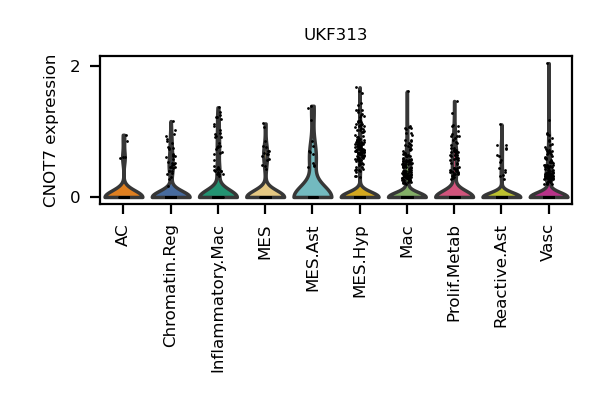 UKF313
CNOT7 expression
2
0
AC
Chromatin.Reg
Inflammatory.Mac
MES
MES.Ast
MES.Hyp
Mac
Prolif.Metab
Reactive.Ast
Vasc